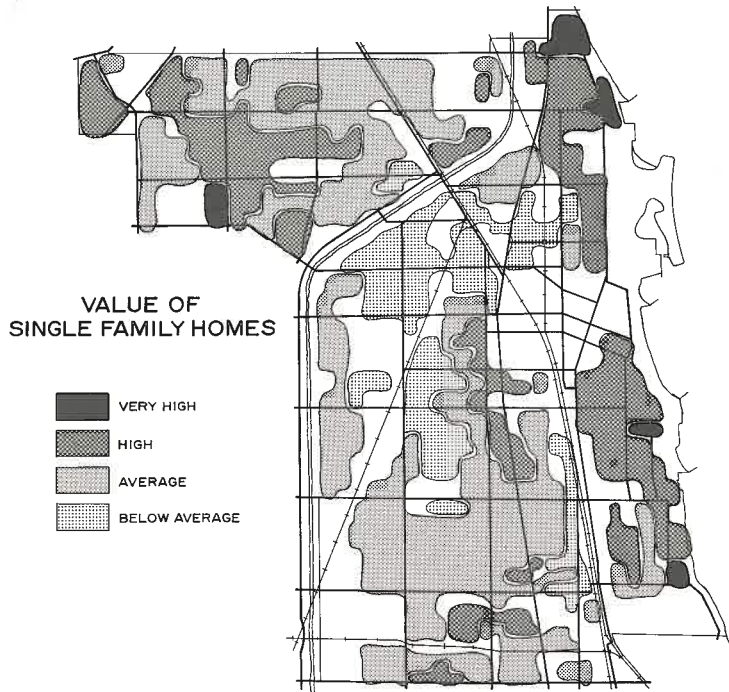 VALUE OF
SINGLE FAMILY HOMES
VERY HIGH
HIGH
AVERAGE
BELOW AVERAGE